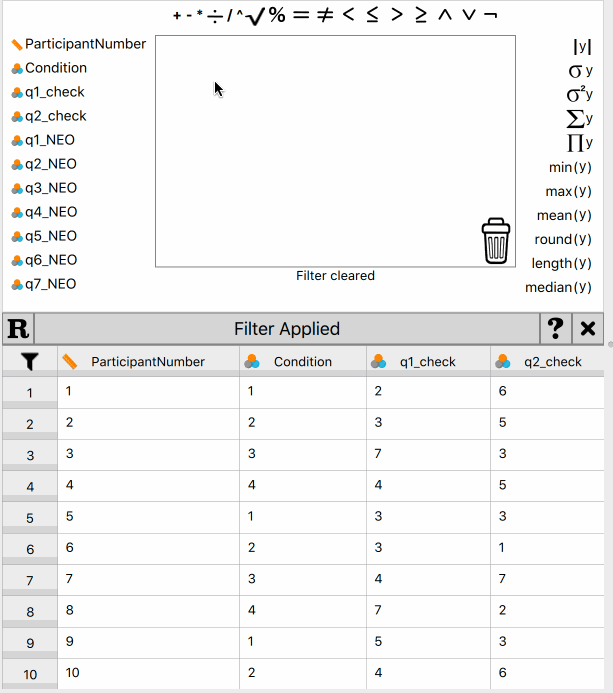 + - * ÷ / ^ √ % = ≠ < ≤ > ≥ ∧ ∨ ¬
ParticipantNumber
Condition
q1_check
q2_check
q1_NEO
q2_NEO
q3_NEO
q4_NEO
q5_NEO
q6_NEO
q7_NEO
|y|
σ y
σ²y
∑y
∏y
min(y)
max(y)
mean(y)
round(y)
length(y)
median(y)
Filter cleared
R Filter Applied ? ×
ParticipantNumber Condition q1_check q2_check
1 1 1 2 6
2 2 2 3 5
3 3 3 7 3
4 4 4 4 5
5 5 1 3 3
6 6 2 3 1
7 7 3 4 7
8 8 4 7 2
9 9 1 5 3
10 10 2 4 6